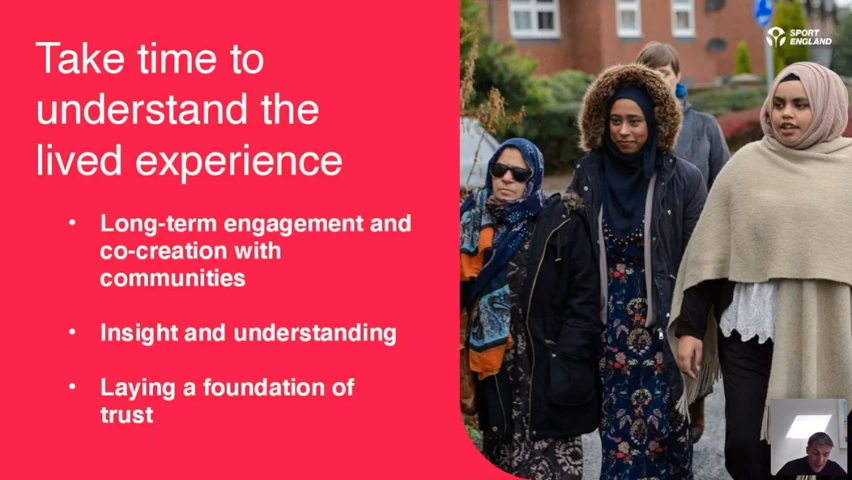 Take time to
understand the
lived experience
• Long-term engagement and
co-creation with
communities
• Insight and understanding
• Laying a foundation of
trust
SPORT
ENGLAND